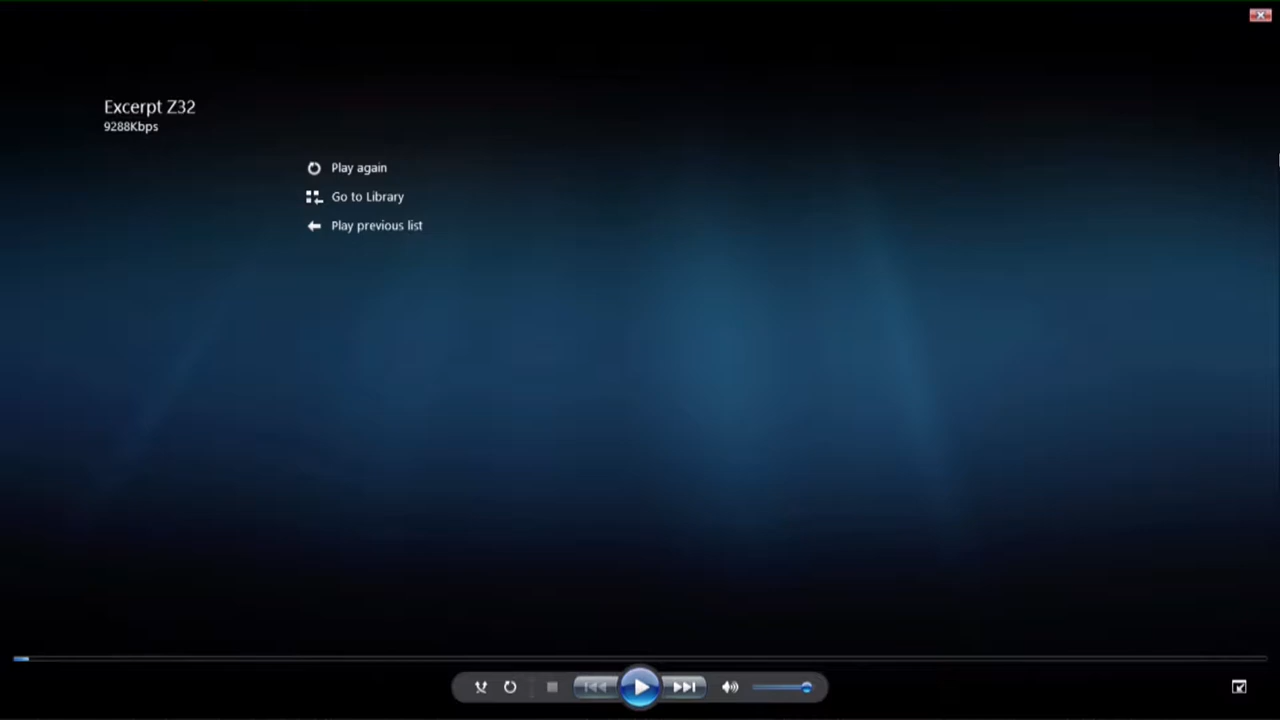 Excerpt Z32
9288Kbps
Play again
Go to Library
Play previous list